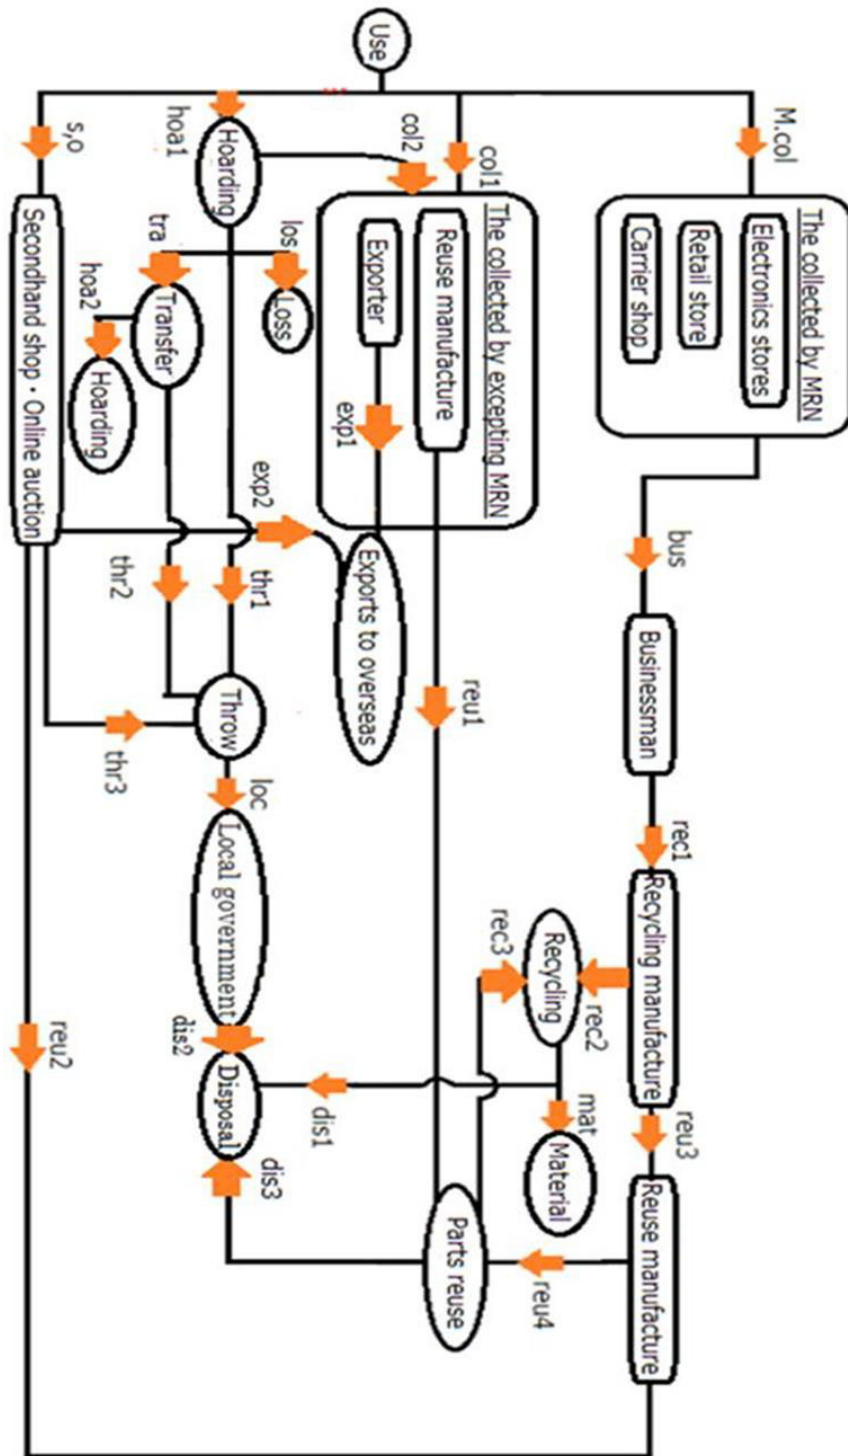 Use
M.col
col1
col2
hoa1
s,o
The collected by MRN
Electronics stores
Retail store
Carrier shop
The collected by excepting MRN
Reuse manufacture
Exporter
exp1
Hoarding
los
Loss
tra
Transfer
hoa2
Hoarding
Secondhand shop・Online auction
bus
Businessman
rec1
Recycling manufacture
reu3
Reuse manufacture
rec2
Recycling
rec3
mat
Material
reu4
Parts reuse
reu1
exp2
Exports to overseas
thr1
thr2
thr3
Throw
loc
Local government
dis2
Disposal
dis1
dis3
reu2